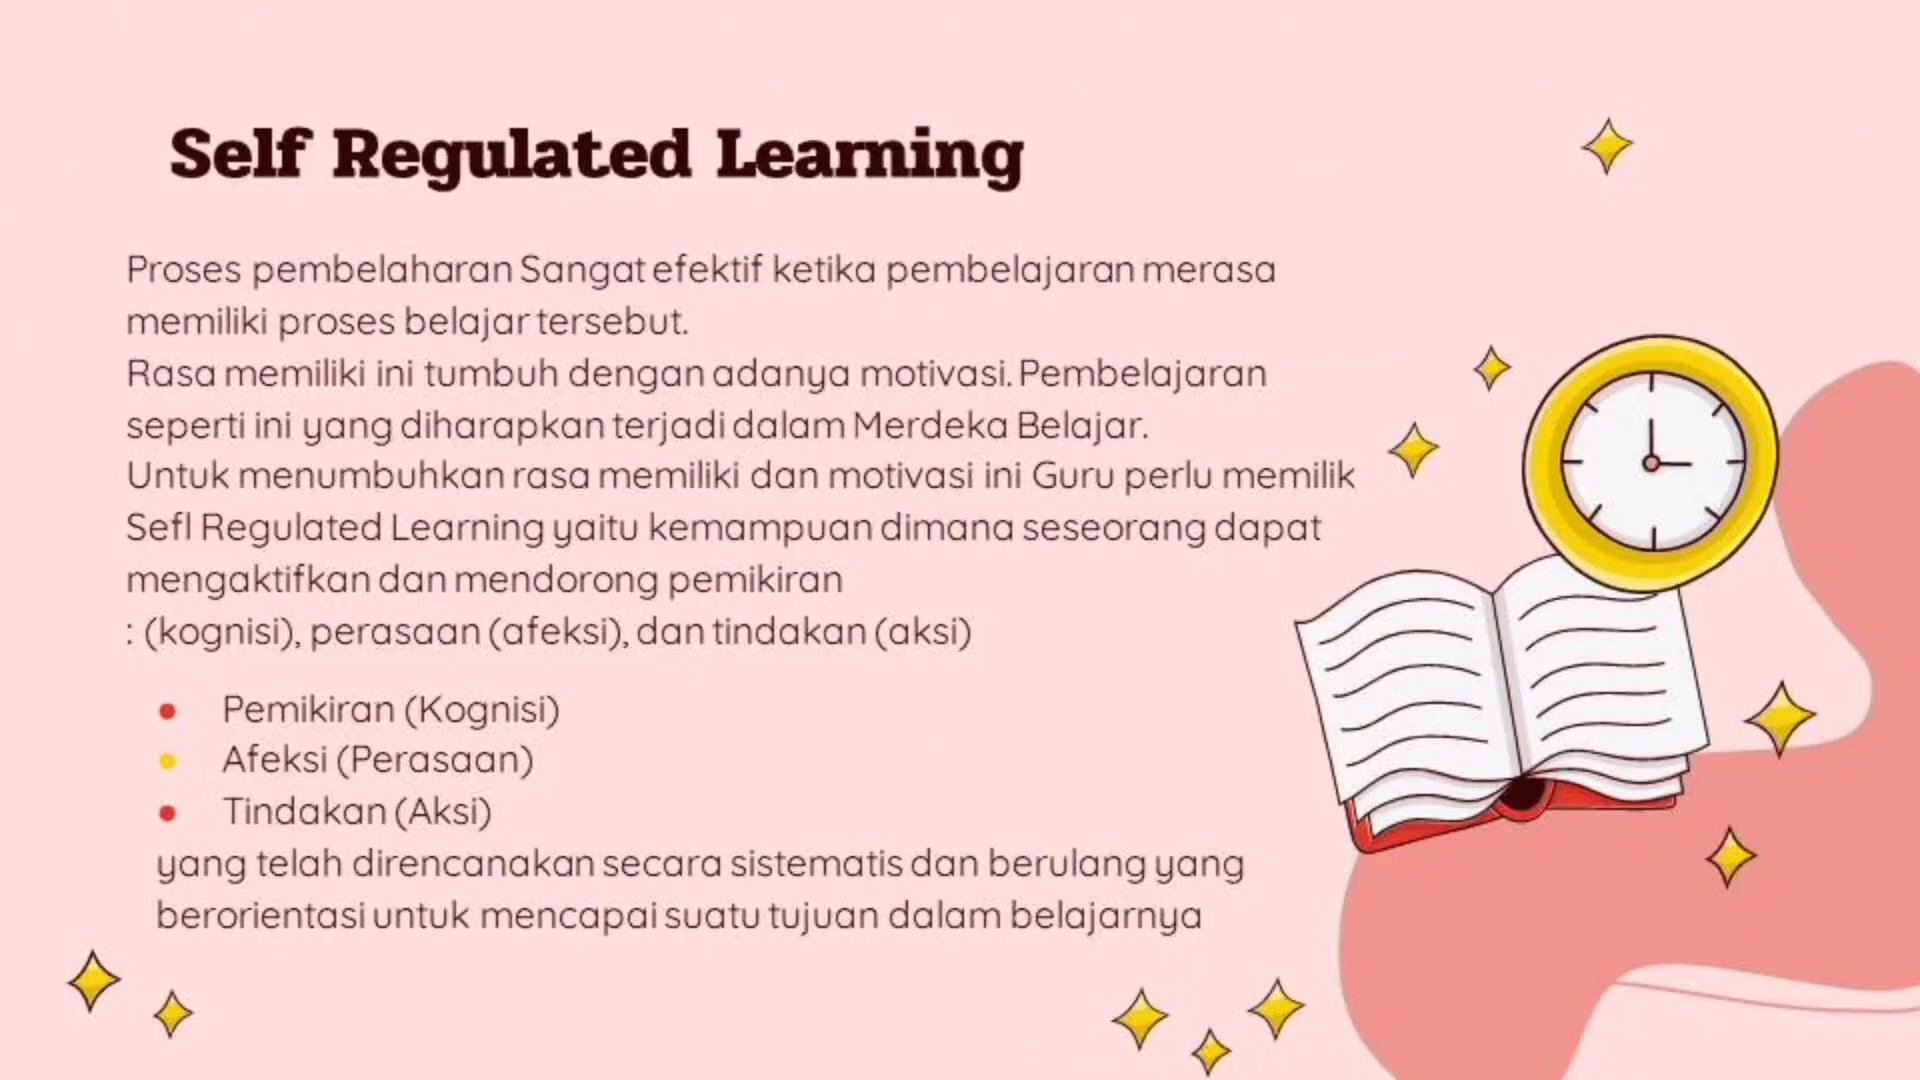 Self Regulated Learning
Proses pembelaharan Sangat efektif ketika pembelajaran merasa
memiliki proses belajar tersebut.
Rasa memiliki ini tumbuh dengan adanya motivasi. Pembelajaran
seperti ini yang diharapkan terjadi dalam Merdeka Belajar.
Untuk menumbuhkan rasa memiliki dan motivasi ini Guru perlu memilik
Sefl Regulated Learning yaitu kemampuan dimana seseorang dapat
mengaktifkan dan mendorong pemikiran
: (kognisi), perasaan (afeksi), dan tindakan (aksi)
• Pemikiran (Kognisi)
• Afeksi (Perasaan)
• Tindakan (Aksi)
yang telah direncanakan secara sistematis dan berulang yang
berorientasi untuk mencapai suatu tujuan dalam belajarnya